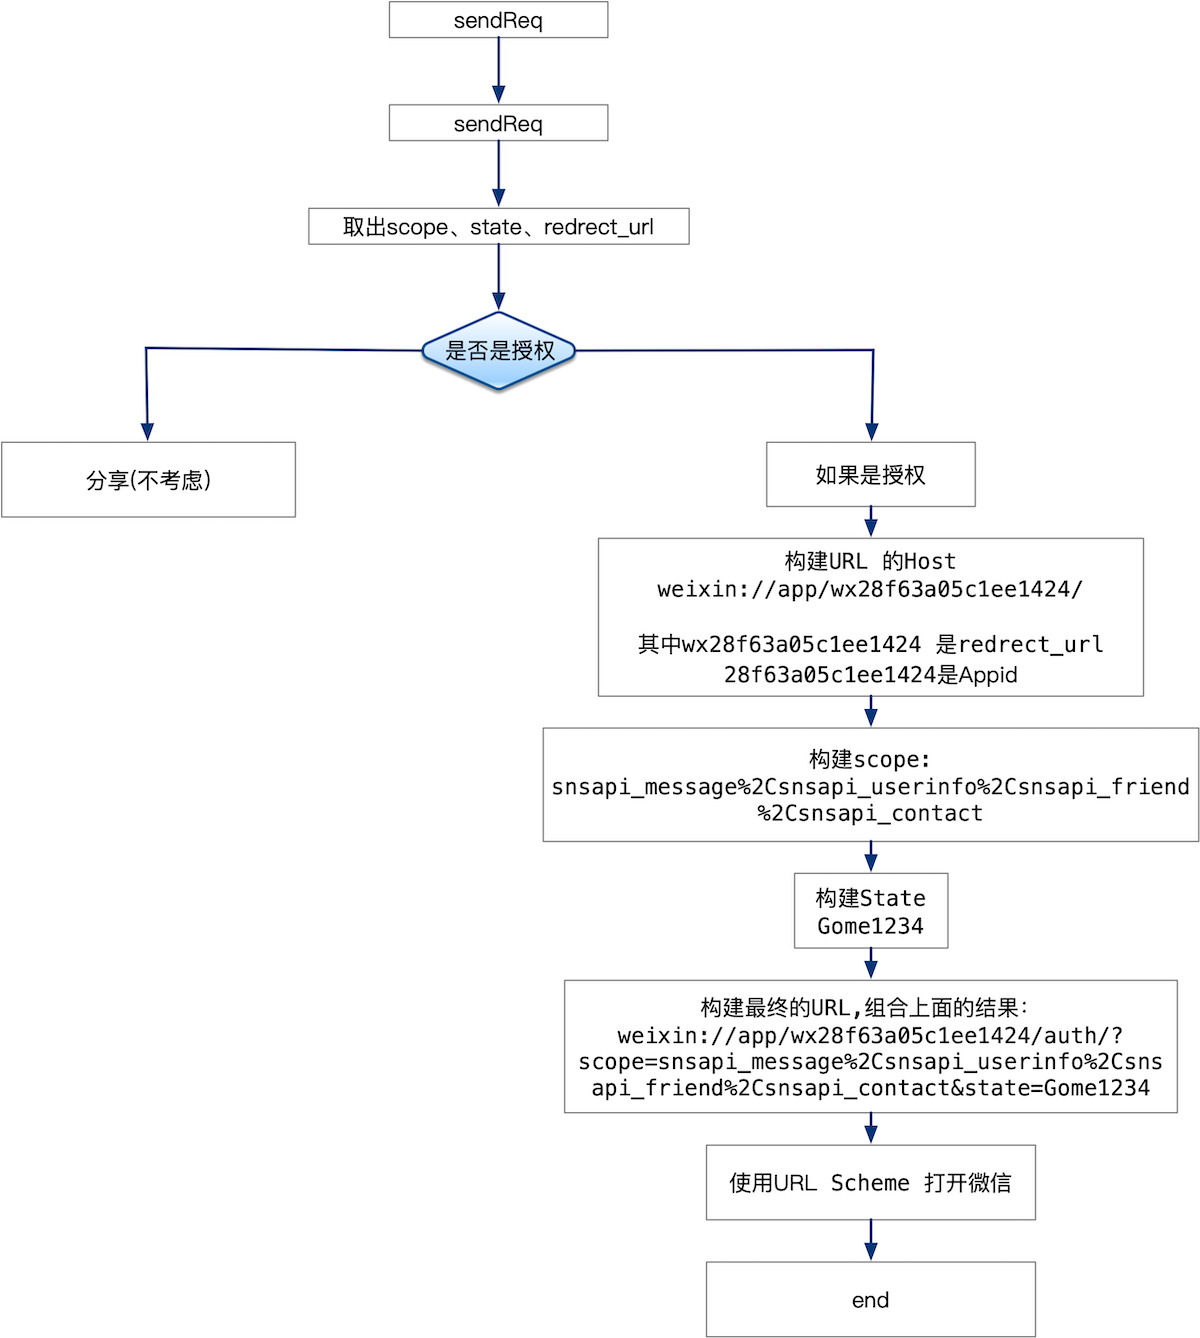 sendReq
sendReq
取出scope、state、redrect_url
是否是授权
分享(不考虑)
如果是授权
构建URL 的Host
weixin://app/wx28f63a05c1ee1424/
其中wx28f63a05c1ee1424 是redrect_url
28f63a05c1ee1424是Appid
构建scope:
snsapi_message%2Csnsapi_userinfo%2Csnsapi_friend
%2Csnsapi_contact
构建State
Gome1234
构建最终的URL,组合上面的结果:
weixin://app/wx28f63a05c1ee1424/auth/?
scope=snsapi_message%2Csnsapi_userinfo%2Csns
api_friend%2Csnsapi_contact&state=Gome1234
使用URL Scheme 打开微信
end